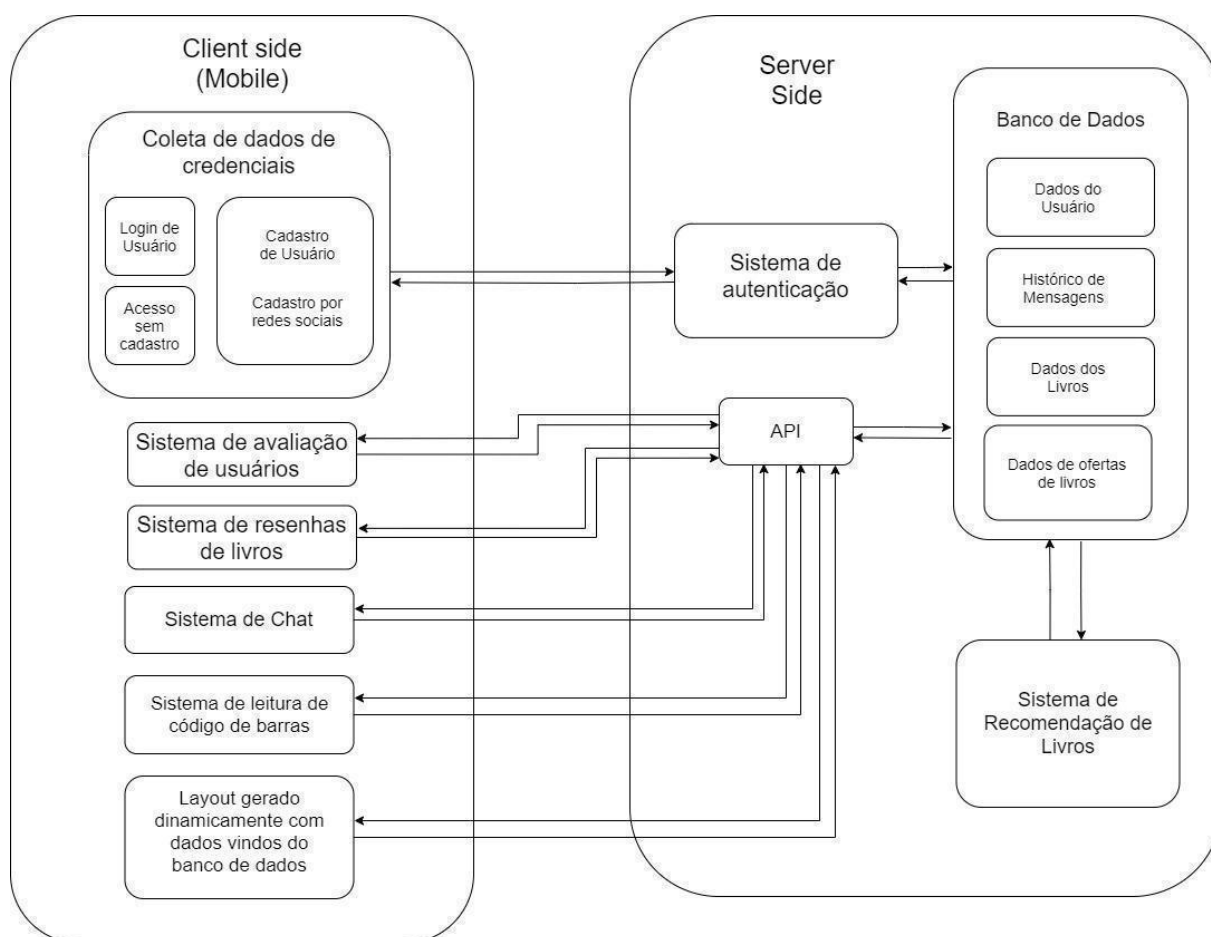 Client side
(Mobile)
Coleta de dados de
credenciais
Login de
Usuário
Acesso
sem
cadastro
Cadastro
de Usuário
Cadastro por
redes sociais
Sistema de avaliação
de usuários
Sistema de resenhas
de livros
Sistema de Chat
Sistema de leitura de
código de barras
Layout gerado
dinamicamente com
dados vindos do
banco de dados
Server
Side
Sistema de
autenticação
API
Banco de Dados
Dados do
Usuário
Histórico de
Mensagens
Dados dos
Livros
Dados de ofertas
de livros
Sistema de
Recomendação de
Livros